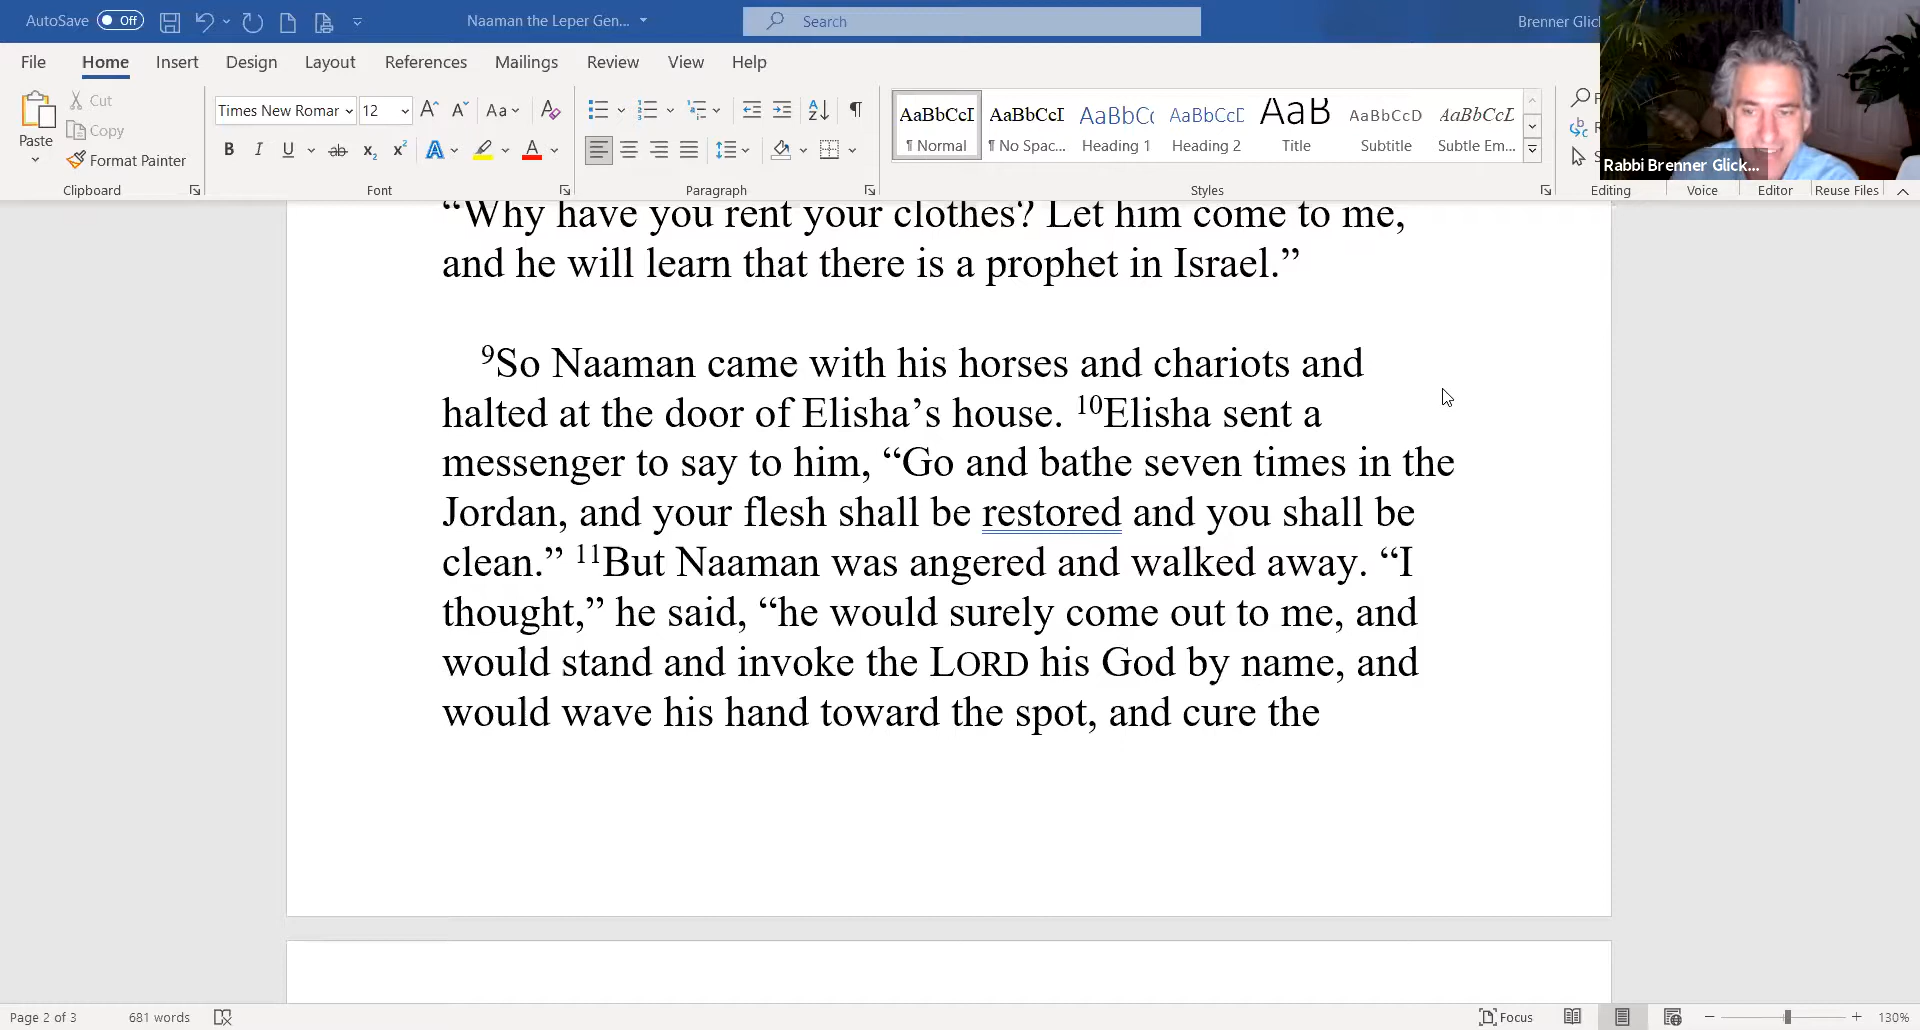 AutoSave Off Naaman the Leper Gen... Search Brenner Glic
File Home Insert Design Layout References Mailings Review View Help
Paste Cut Copy Format Painter
Times New Romar 12 Aa
B I U ab x₂ x² A A
AaBbCcI AaBbCcI AaBbCc AaBbCcD AaB AaBbCcD AaBbCcL
¶ Normal ¶ No Spac... Heading 1 Heading 2 Title Subtitle Subtle Em...
Rabbi Brenner Glick...
Clipboard Font Paragraph Styles Editing Voice Editor Reuse Files
“Why have you rent your clothes? Let him come to me,
and he will learn that there is a prophet in Israel.”
⁹So Naaman came with his horses and chariots and
halted at the door of Elisha’s house. ¹⁰Elisha sent a
messenger to say to him, “Go and bathe seven times in the
Jordan, and your flesh shall be restored and you shall be
clean.” ¹¹But Naaman was angered and walked away. “I
thought,” he said, “he would surely come out to me, and
would stand and invoke the LORD his God by name, and
would wave his hand toward the spot, and cure the
Page 2 of 3 681 words Focus 130%